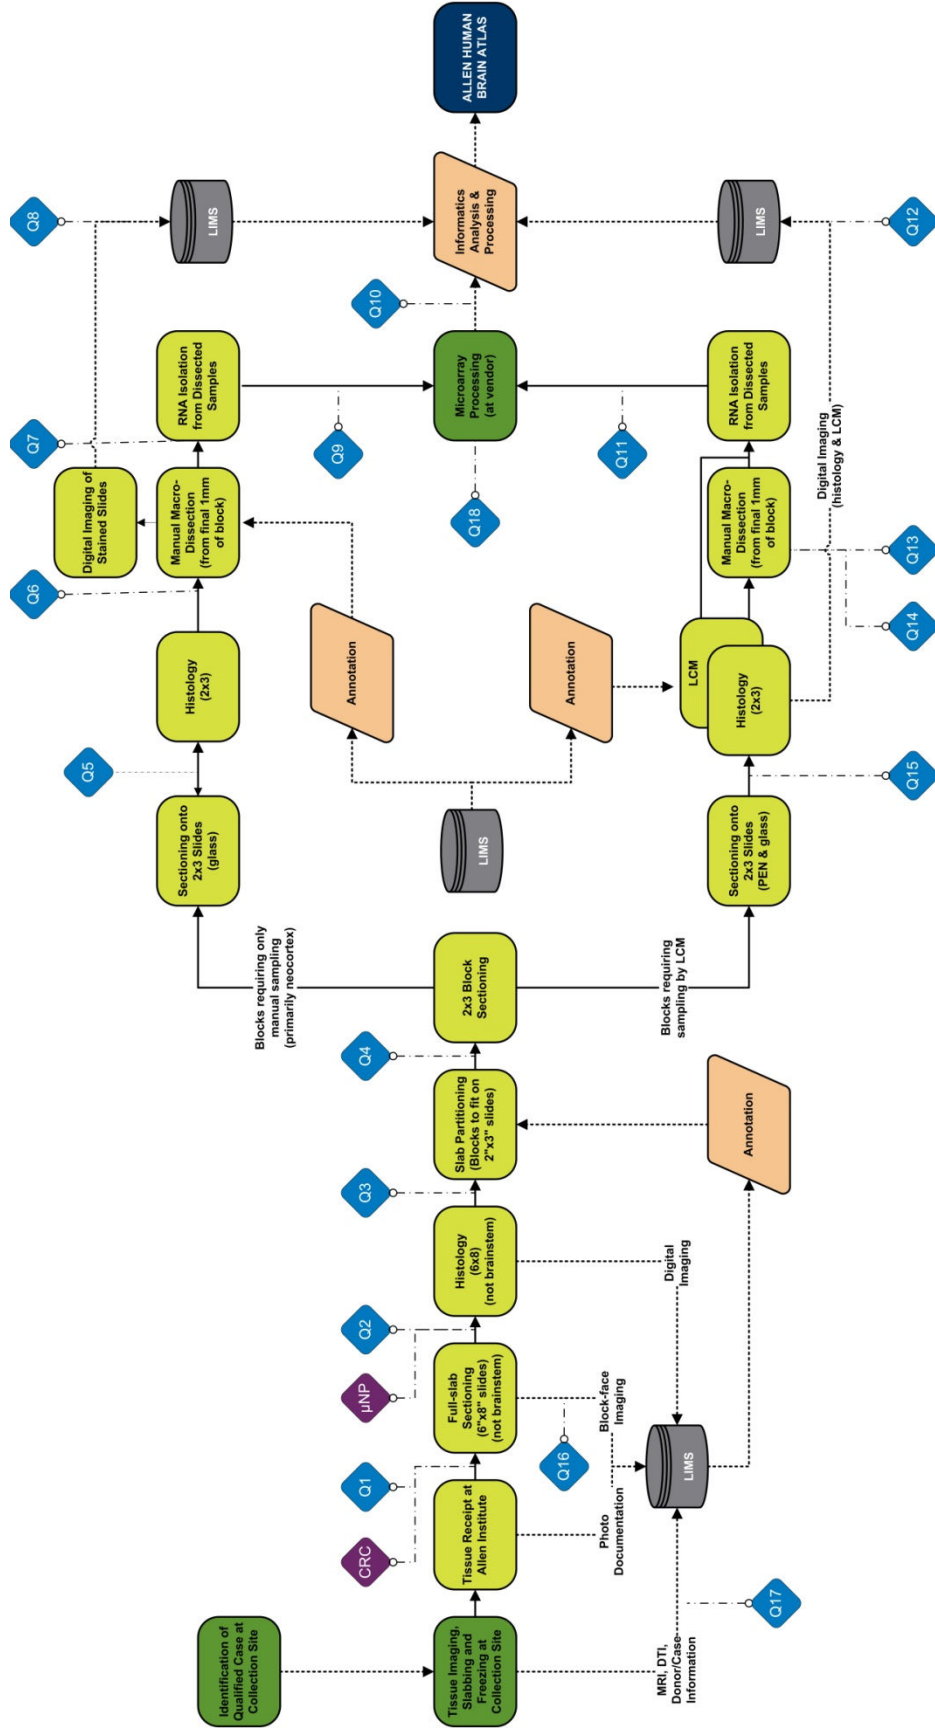 Identification of
Qualified Case at
Collection Site
Tissue Imaging,
Slabbing and
Freezing at
Collection Site
MRI, DTI,
Donor/Case
Information
Q17
CRC
Q1
Tissue Receipt at
Allen Institute
Photo
Documentation
µNP
Q2
Full-slab
Sectioning
(6"x8" slides)
(not brainstem)
Q16
Block-face
Imaging
LIMS
Histology
(6x8)
(not brainstem)
Digital
Imaging
Q3
Slab Partitioning
(Blocks to fit on
2"x3" slides)
Annotation
Q4
2x3 Block
Sectioning
Blocks requiring only
manual sampling
(primarily neocortex)
Blocks requiring
sampling by LCM
Sectioning onto
2x3 Slides
(glass)
Q5
Histology
(2x3)
Q6
Manual Macro-
Dissection
(from final 1mm
of block)
Digital Imaging of
Stained Slides
Q7
RNA Isolation
from Dissected
Samples
Q8
LIMS
LIMS
Annotation
Annotation
Q9
Microarray
Processing
(at vendor)
Q18
Q10
Q11
Informatics
Analysis &
Processing
ALLEN HUMAN
BRAIN ATLAS
Sectioning onto
2x3 Slides
(PEN & glass)
Q15
LCM
Histology
(2x3)
Manual Macro-
Dissection
(from final 1mm
of block)
Q14
Q13
RNA Isolation
from Dissected
Samples
Digital Imaging
(histology & LCM)
LIMS
Q12